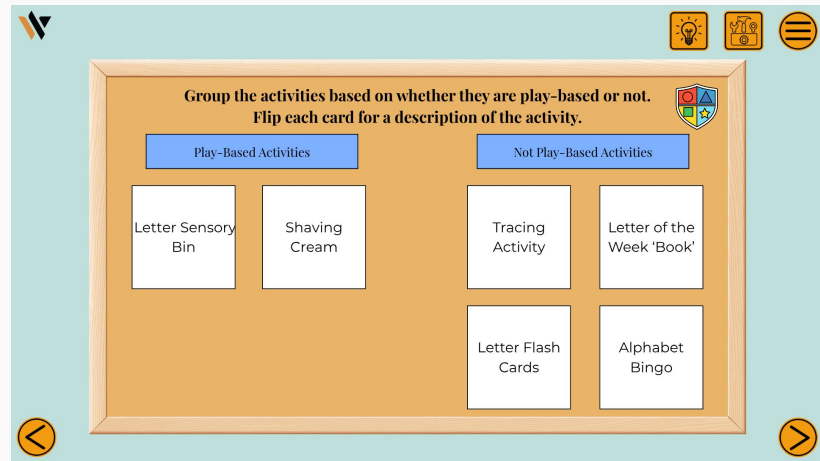 Group the activities based on whether they are play-based or not.
Flip each card for a description of the activity.
Play-Based Activities
Not Play-Based Activities
Letter Sensory
Bin
Shaving
Cream
Tracing
Activity
Letter of the
Week ‘Book’
Letter Flash
Cards
Alphabet
Bingo